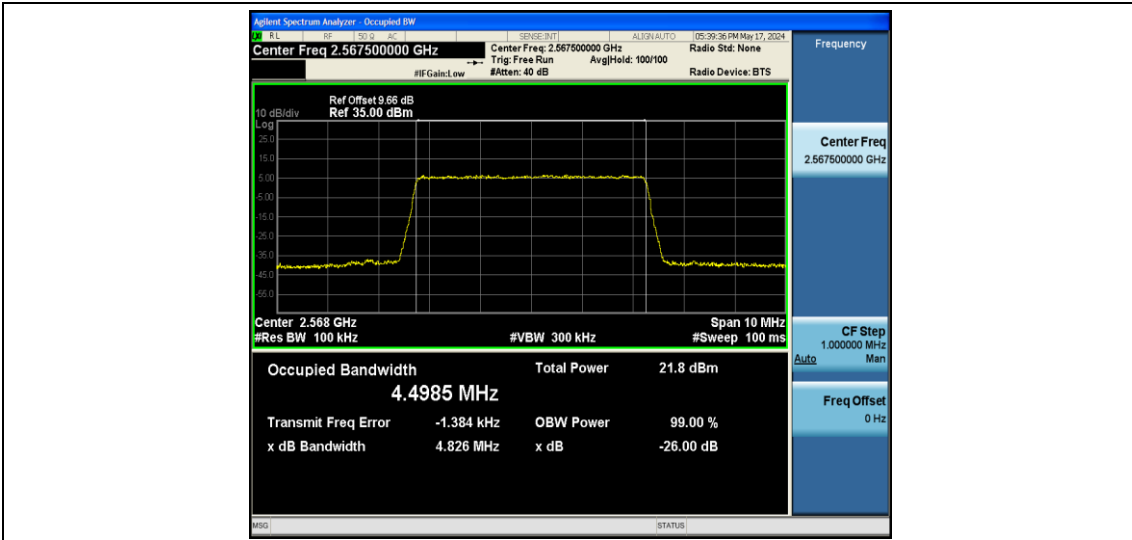 Agilent Spectrum Analyzer - Occupied BW
LXI RL RF 50 Ω AC SENSE:INT ALIGN AUTO 05:39:36 PM May 17, 2024
Center Freq 2.567500000 GHz
Center Freq: 2.567500000 GHz Radio Std: None
Trig: Free Run Avg|Hold: 100/100
#IFGain:Low #Atten: 40 dB Radio Device: BTS
Ref Offset 9.66 dB
10 dB/div Ref 35.00 dBm
Log
25.0
15.0
5.00
-5.00
-15.0
-25.0
-35.0
-45.0
-55.0
Center 2.568 GHz Span 10 MHz
#Res BW 100 kHz #VBW 300 kHz #Sweep 100 ms
Occupied Bandwidth Total Power 21.8 dBm
4.4985 MHz
Transmit Freq Error -1.384 kHz OBW Power 99.00 %
x dB Bandwidth 4.826 MHz x dB -26.00 dB
MSG STATUS
Frequency
Center Freq
2.567500000 GHz
CF Step
1.000000 MHz
Auto Man
Freq Offset
0 Hz